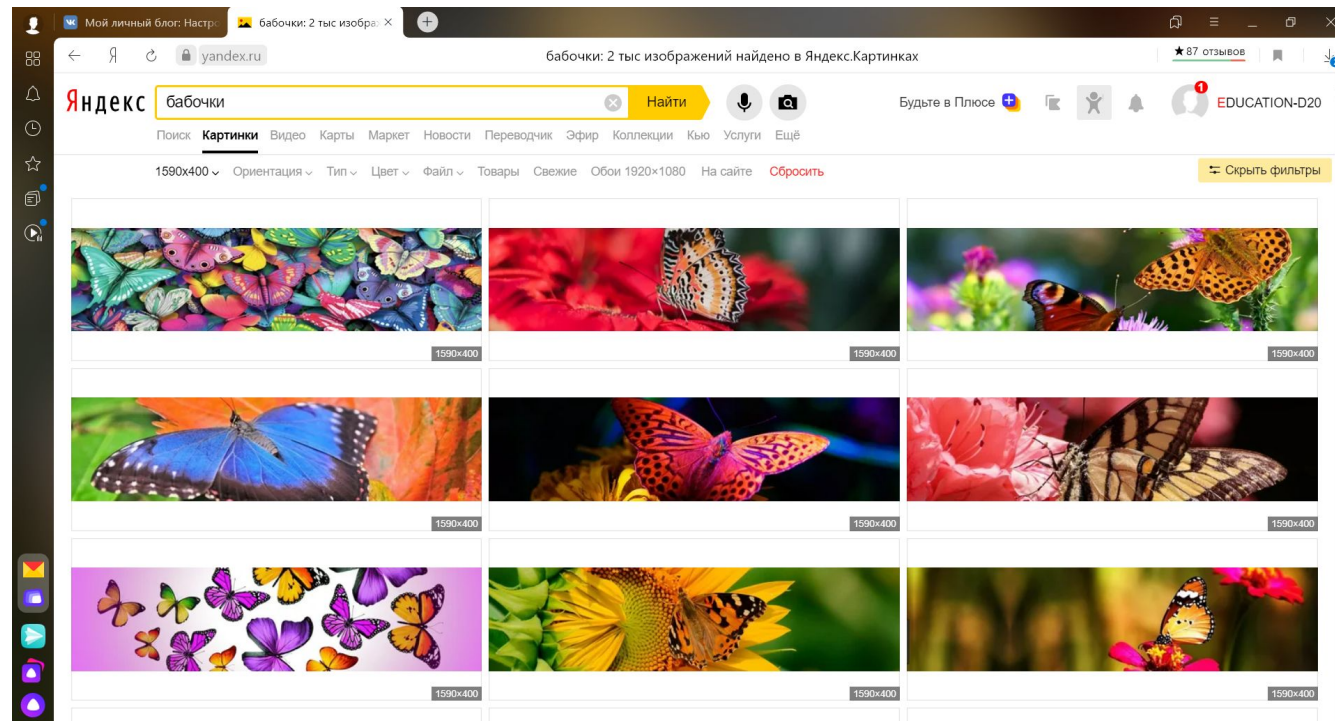 Мой личный блог: Настро
бабочки: 2 тыс изобра
yandex.ru
бабочки: 2 тыс изображений найдено в Яндекс.Картинках
★87 отзывов
Яндекс
бабочки
Найти
Будьте в Плюсе
1
EDUCATION-D20
Поиск Картинки Видео Карты Маркет Новости Переводчик Эфир Коллекции Кью Услуги Ещё
1590x400 Ориентация Тип Цвет Файл Товары Свежие Обои 1920×1080 На сайте Сбросить
Скрыть фильтры
1590×400 1590×400 1590×400
1590×400 1590×400 1590×400
1590×400 1590×400 1590×400